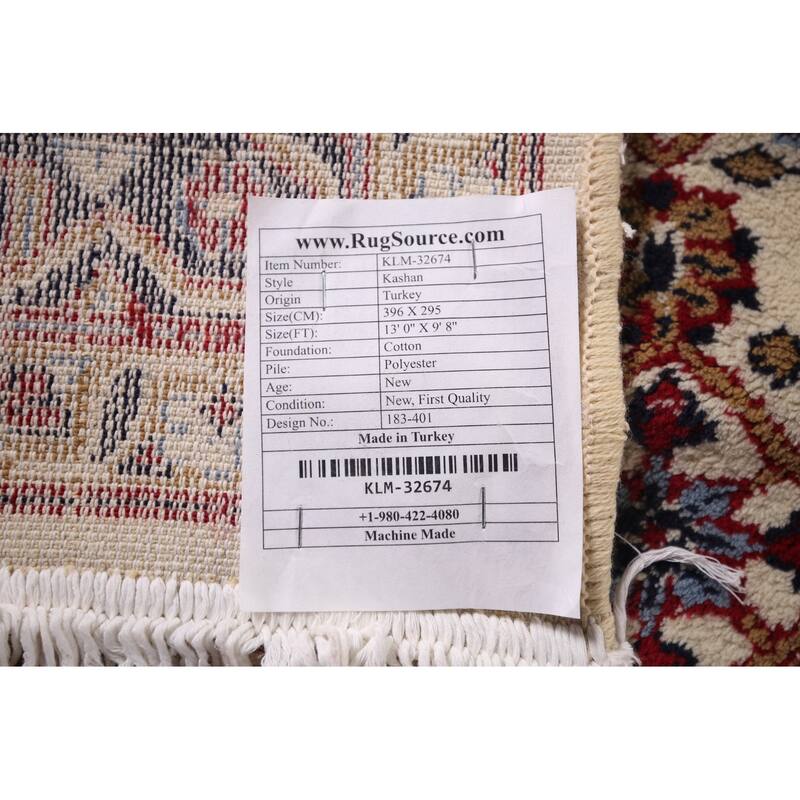 www.RugSource.com
Item Number: KLM-32674
Style Kashan
Origin Turkey
Size(CM): 396 X 295
Size(FT): 13' 0" X 9' 8"
Foundation: Cotton
Pile: Polyester
Age: New
Condition: New, First Quality
Design No.: 183-401
Made in Turkey
KLM-32674
+1-980-422-4080
Machine Made